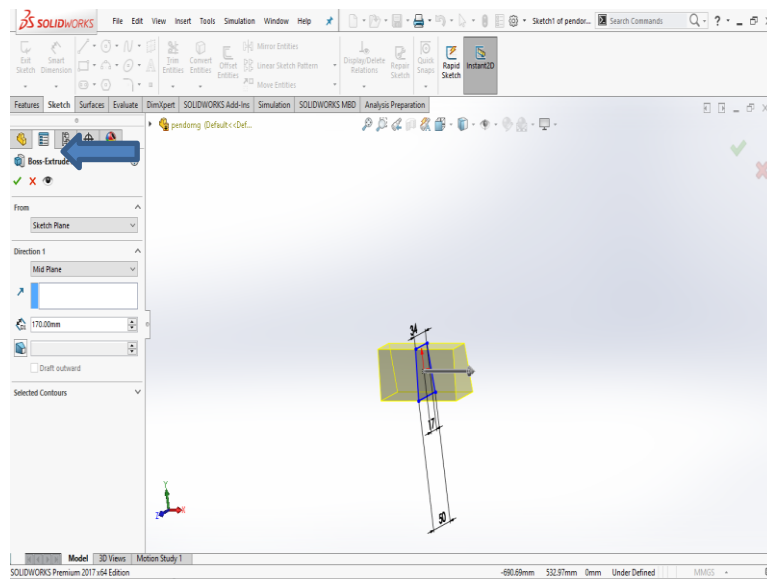 SOLIDWORKS File Edit View Insert Tools Simulation Window Help Sketch1 of pendor... Search Commands ?
Exit Sketch Smart Dimension Trim Entities Convert Entities Offset Entities Mirror Entities Linear Sketch Pattern Move Entities Display/Delete Relations Repair Sketch Quick Snaps Rapid Sketch Instant2D
Features Sketch Surfaces Evaluate DimXpert SOLIDWORKS Add-Ins Simulation SOLIDWORKS MBD Analysis Preparation
pendorng (Default<<Def...
Boss-Extrude
From
Sketch Plane
Direction 1
Mid Plane
170.00mm
Draft outward
Selected Contours
34
17
50
Y
X
Z
Model 3D Views Motion Study 1
SOLIDWORKS Premium 2017 x64 Edition -690.69mm 532.97mm 0mm Under Defined MMGS